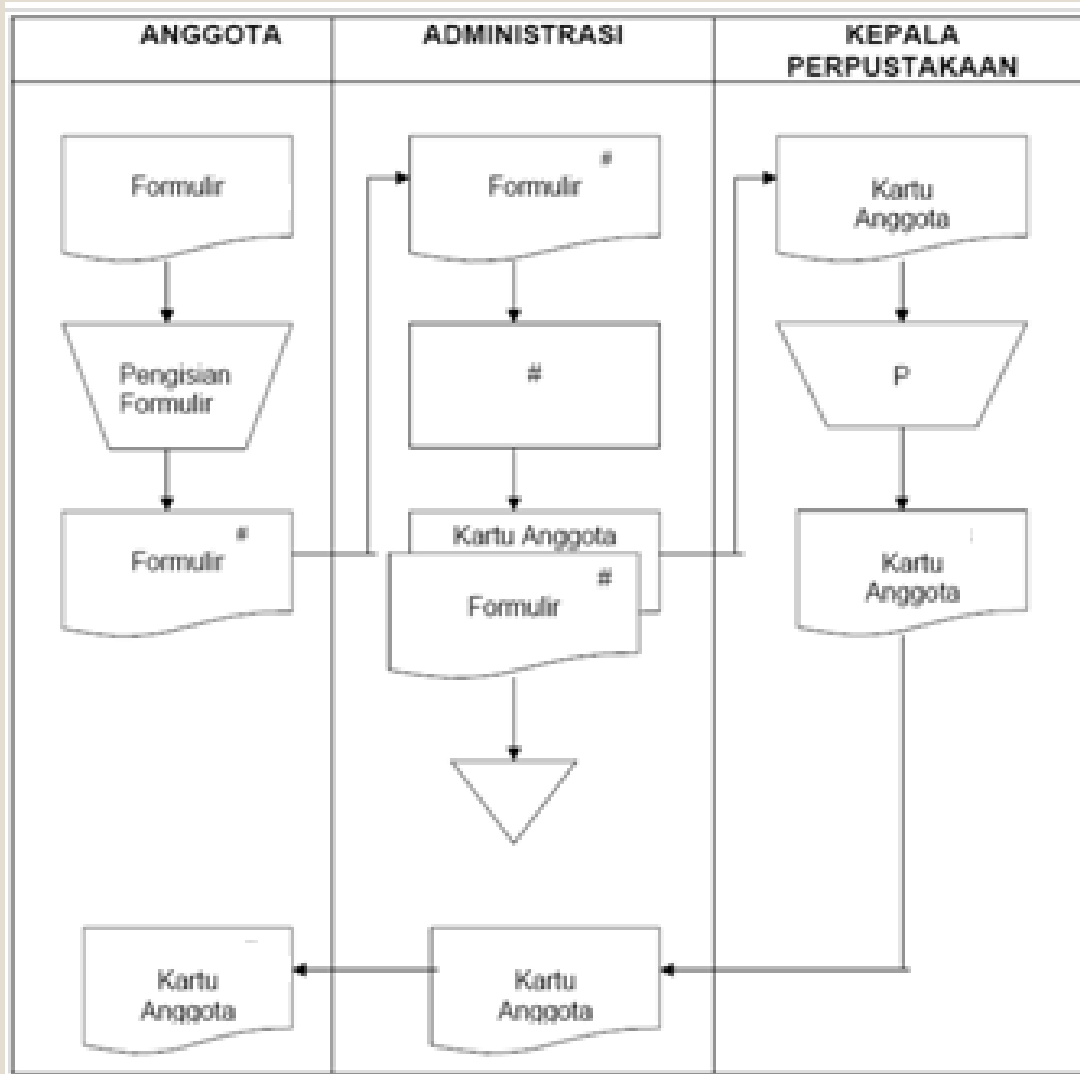 ANGGOTA
ADMINISTRASI
KEPALA
PERPUSTAKAAN
Formulir
Pengisian
Formulir
#
Formulir
#
Formulir
#
Kartu Anggota
#
Formulir
Kartu
Anggota
P
Kartu
Anggota
Kartu
Anggota
Kartu
Anggota